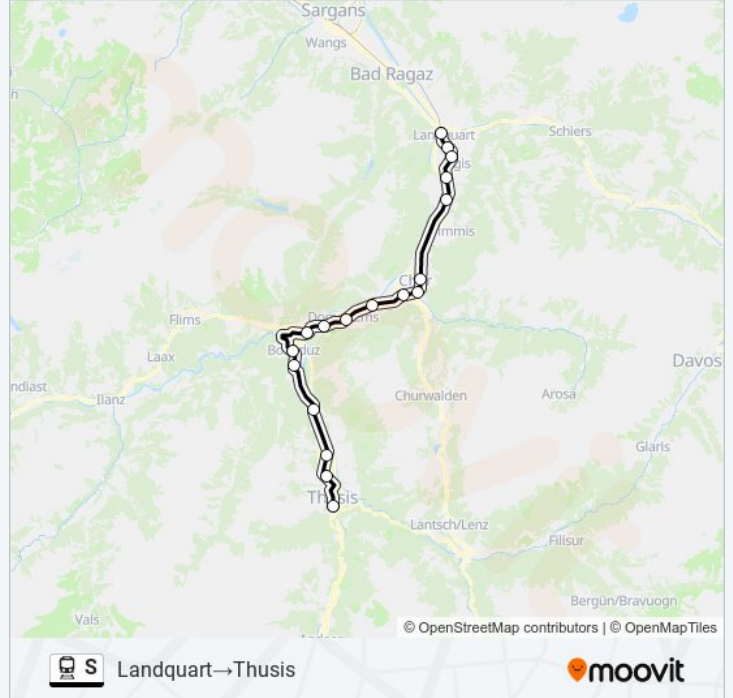 Sargans
Wangs
Bad Ragaz
Landquart
Schiers
Chur
Flims
Laax
Ilanz
Davos
Churwalden
Arosa
Glaris
Thusis
Lantsch/Lenz
Filisur
Bergün/Bravuogn
Vals
© OpenStreetMap contributors | © OpenMapTiles
S Landquart→Thusis
moovit